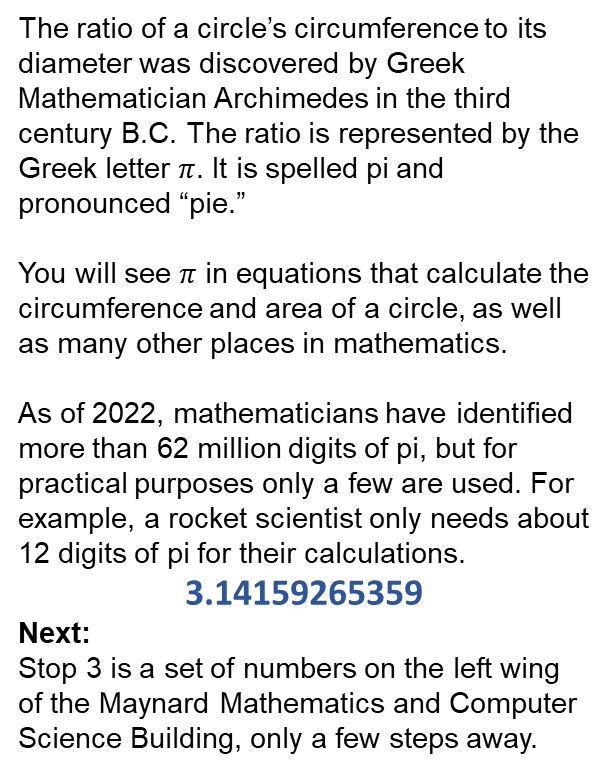 The ratio of a circle’s circumference to its
diameter was discovered by Greek
Mathematician Archimedes in the third
century B.C. The ratio is represented by the
Greek letter 𝜋. It is spelled pi and
pronounced “pie.”
You will see 𝜋 in equations that calculate the
circumference and area of a circle, as well
as many other places in mathematics.
As of 2022, mathematicians have identified
more than 62 million digits of pi, but for
practical purposes only a few are used. For
example, a rocket scientist only needs about
12 digits of pi for their calculations.
3.14159265359
Next:
Stop 3 is a set of numbers on the left wing
of the Maynard Mathematics and Computer
Science Building, only a few steps away.